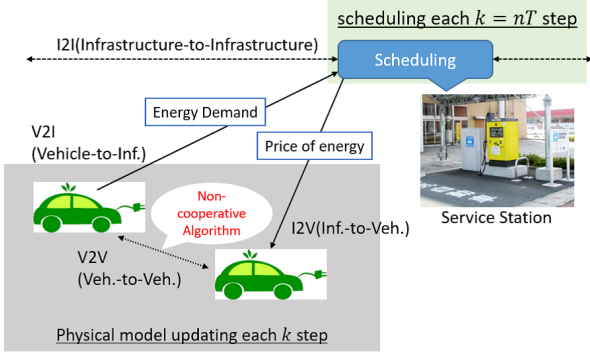 scheduling each k = nT step
I2I(Infrastructure-to-Infrastructure)
Scheduling
Energy Demand
V2I
(Vehicle-to-Inf.)
Price of energy
Non-
cooperative
Algorithm
Service Station
I2V(Inf.-to-Veh.)
V2V
(Veh.-to-Veh.)
Physical model updating each k step